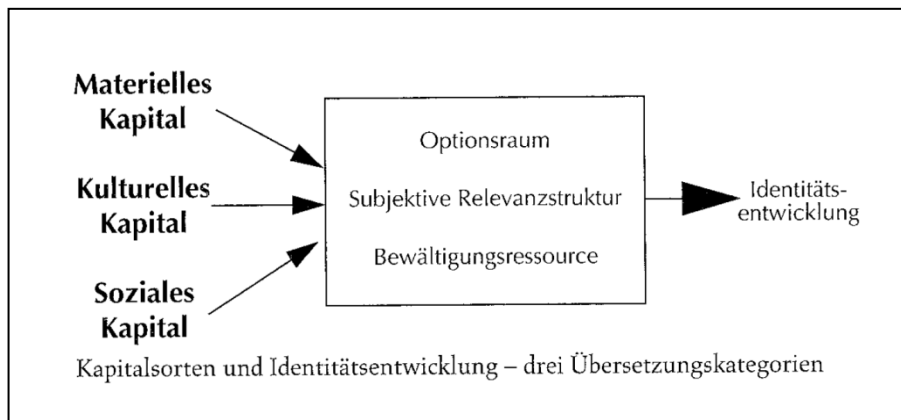 Materielles
Kapital
Kulturelles
Kapital
Soziales
Kapital
Optionsraum
Subjektive Relevanzstruktur
Bewältigungsressource
Identitäts-
entwicklung
Kapitalsorten und Identitätsentwicklung – drei Übersetzungskategorien